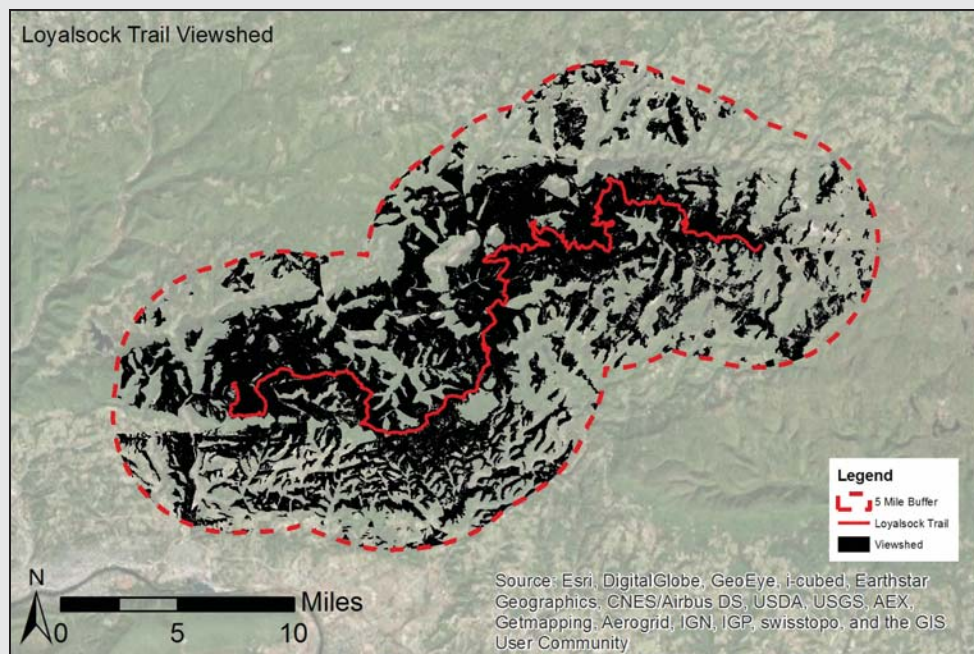 Loyalsock Trail Viewshed
Legend
5 Mile Buffer
Loyalsock Trail
Viewshed
N
Miles
0 5 10
Source: Esri, DigitalGlobe, GeoEye, i-cubed, Earthstar
Geographics, CNES/Airbus DS, USDA, USGS, AEX,
Getmapping, Aerogrid, IGN, IGP, swisstopo, and the GIS
User Community